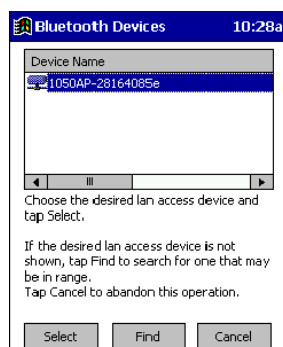 Bluetooth Devices 10:28a
Device Name
1050AP-28164085e
Choose the desired lan access device and
tap Select.
If the desired lan access device is not
shown, tap Find to search for one that may
be in range.
Tap Cancel to abandon this operation.
Select Find Cancel